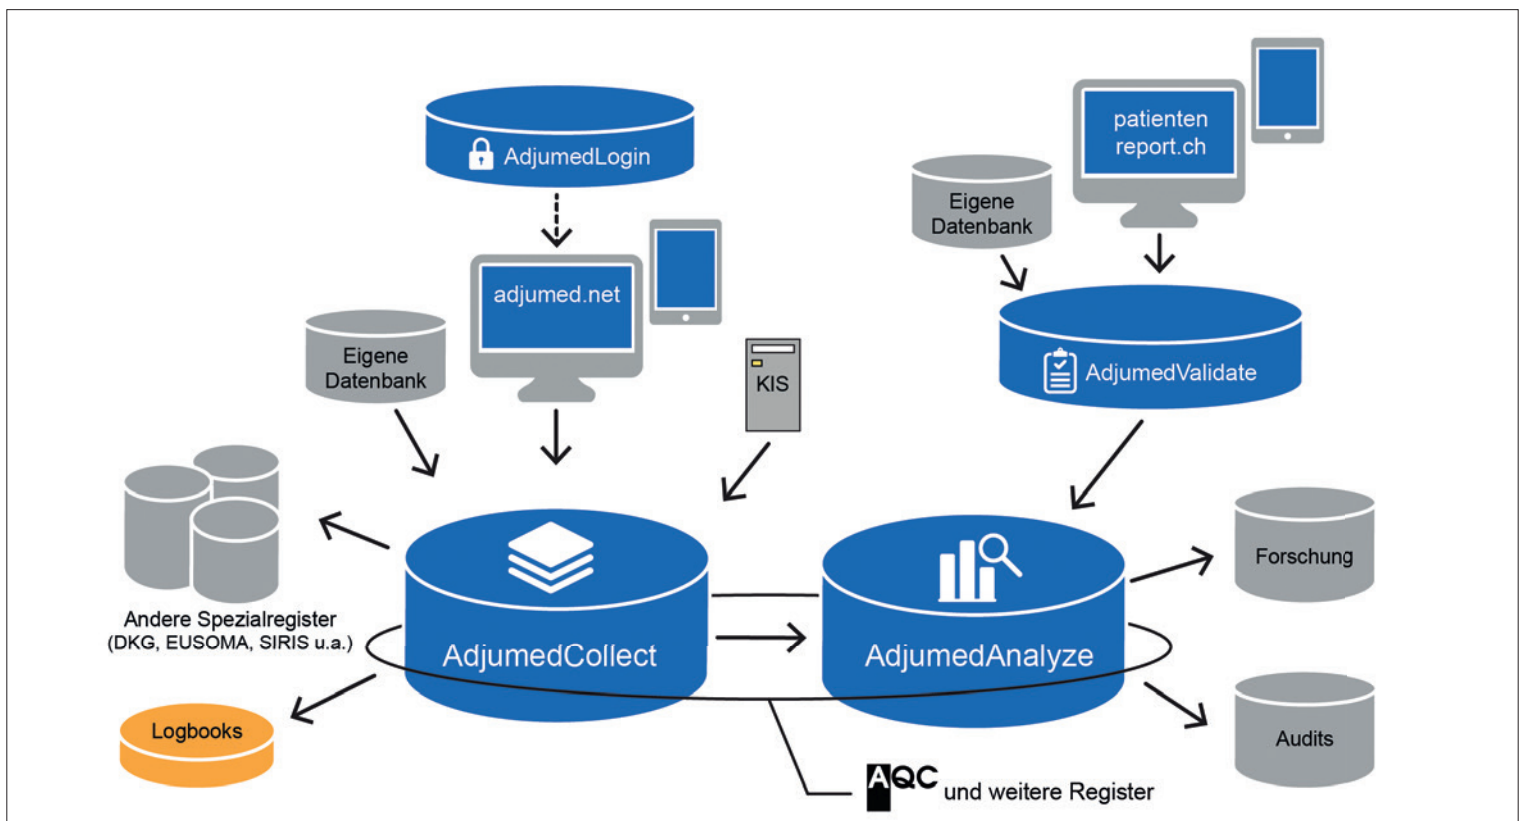 AdjumedLogin
patienten
report.ch
Eigene
Datenbank
adjumed.net
Eigene
Datenbank
KIS
AdjumedValidate
Andere Spezialregister
(DKG, EUSOMA, SIRIS u.a.)
AdjumedCollect
AdjumedAnalyze
Forschung
Logbooks
Audits
AQC und weitere Register